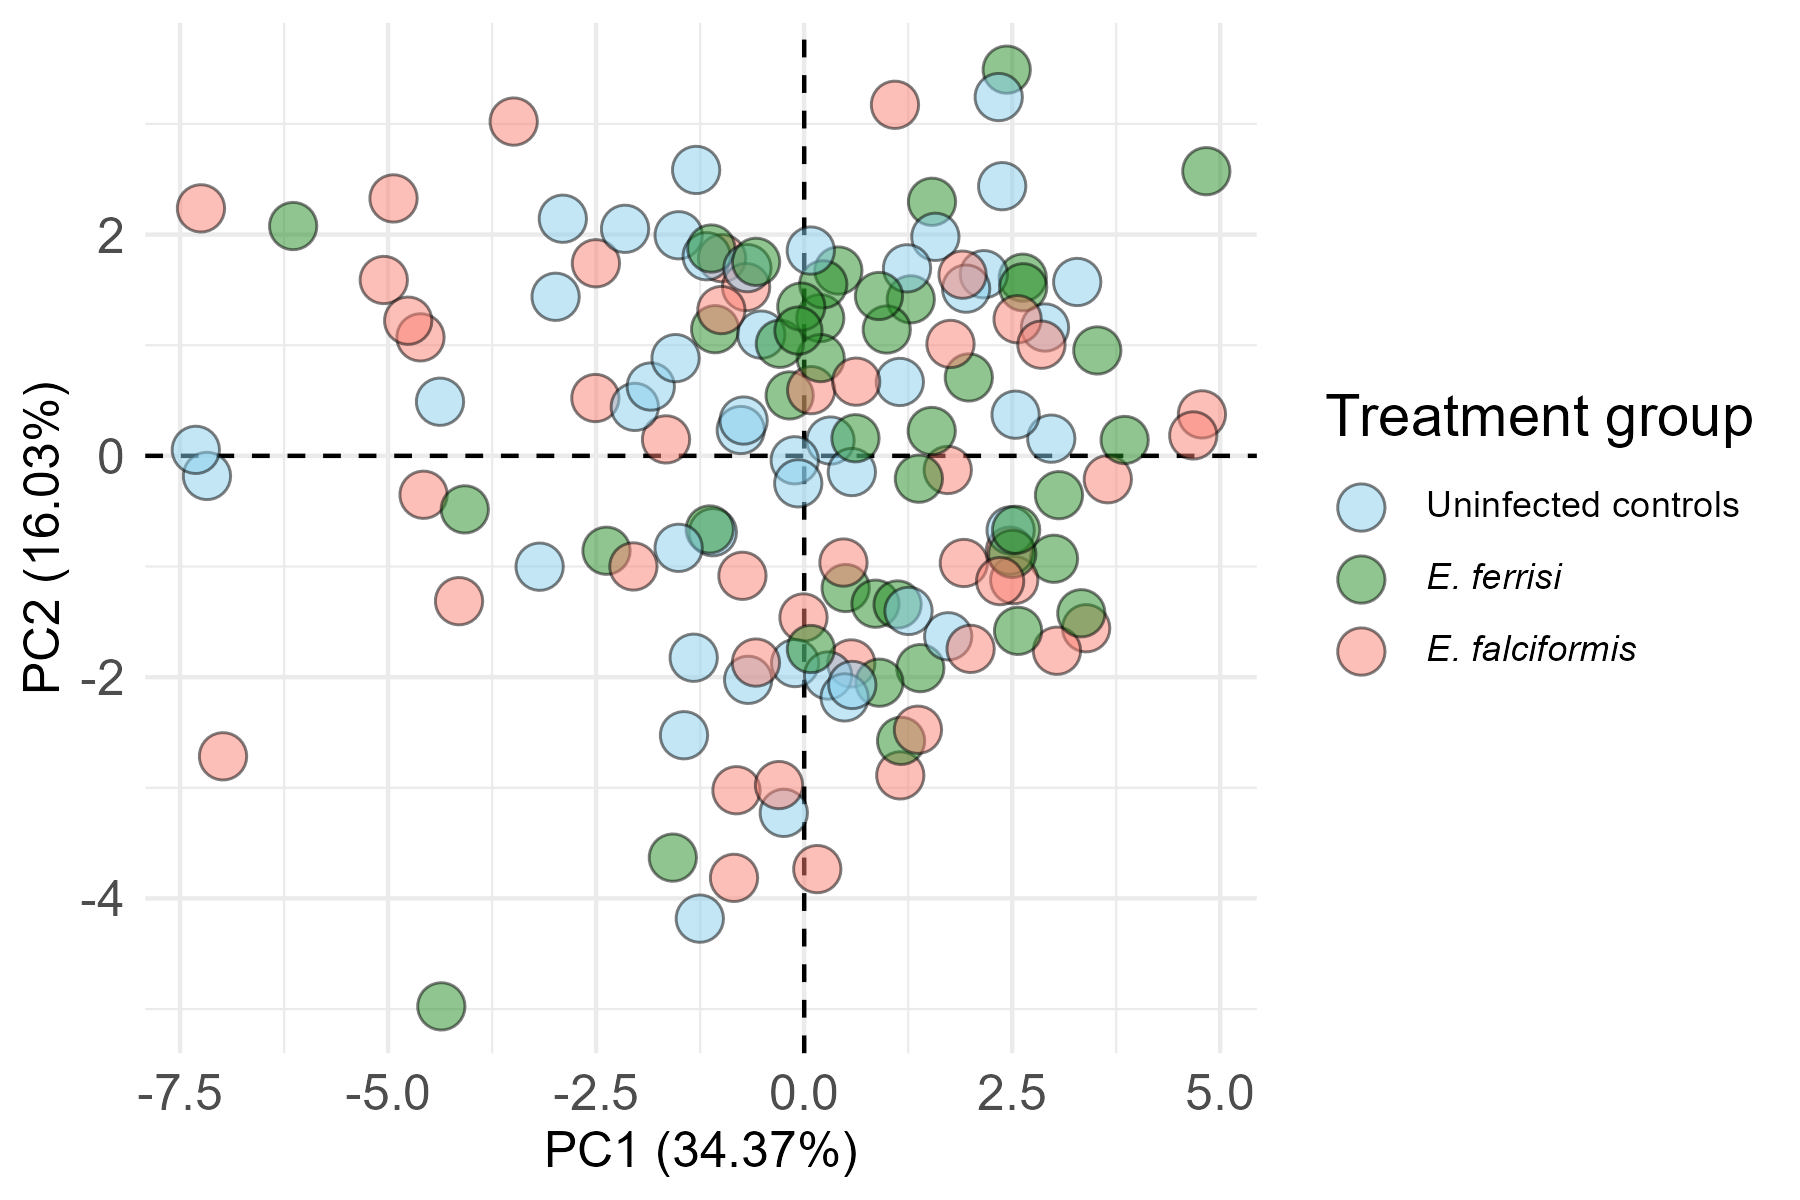 2
0
-2
-4
PC2 (16.03%)
-7.5 -5.0 -2.5 0.0 2.5 5.0
PC1 (34.37%)
Treatment group
Uninfected controls
E. ferrisi
E. falciformis